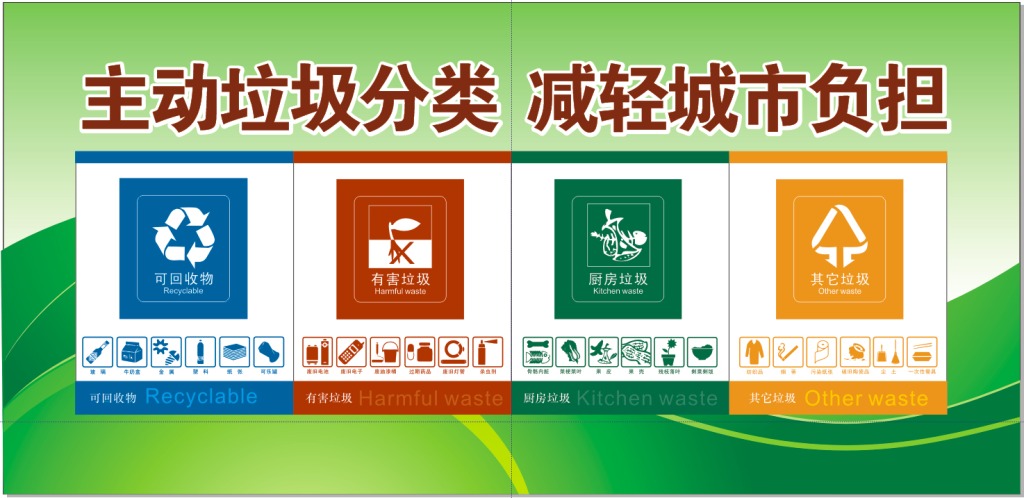 主动垃圾分类 减轻城市负担
可回收物
Recyclable
有害垃圾
Harmful waste
厨房垃圾
Kitchen waste
其它垃圾
Other waste
玻 璃 牛奶盒 金 属 塑 料 纸 张 可乐罐
废旧电池 废旧电子 废油漆桶 过期药品 废旧灯管 杀虫剂
骨骼内脏 菜梗菜叶 果 皮 果 壳 残枝落叶 剩菜剩饭
烟 蒂 污染纸张 破旧陶瓷品 尘 土 一次性餐具
可回收物 Recyclable
有害垃圾 Harmful waste
厨房垃圾 Kitchen waste
其它垃圾 Other waste